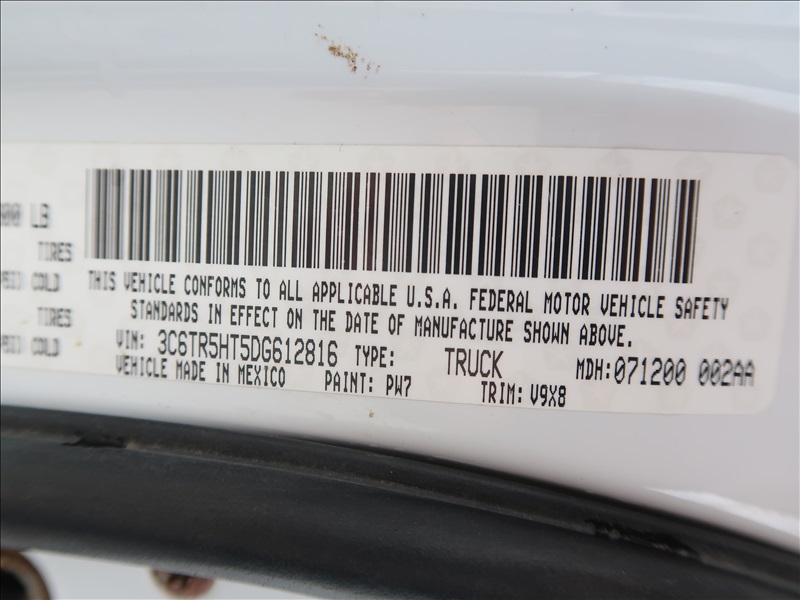 LB
TIRES
COLD
TIRES
COLD
THIS VEHICLE CONFORMS TO ALL APPLICABLE U.S.A. FEDERAL MOTOR VEHICLE SAFETY
STANDARDS IN EFFECT ON THE DATE OF MANUFACTURE SHOWN ABOVE.
VIN: 3C6TR5HT5DG612816 TYPE: TRUCK MDH:071200 002AA
VEHICLE MADE IN MEXICO PAINT: PW7 TRIM: V9X8